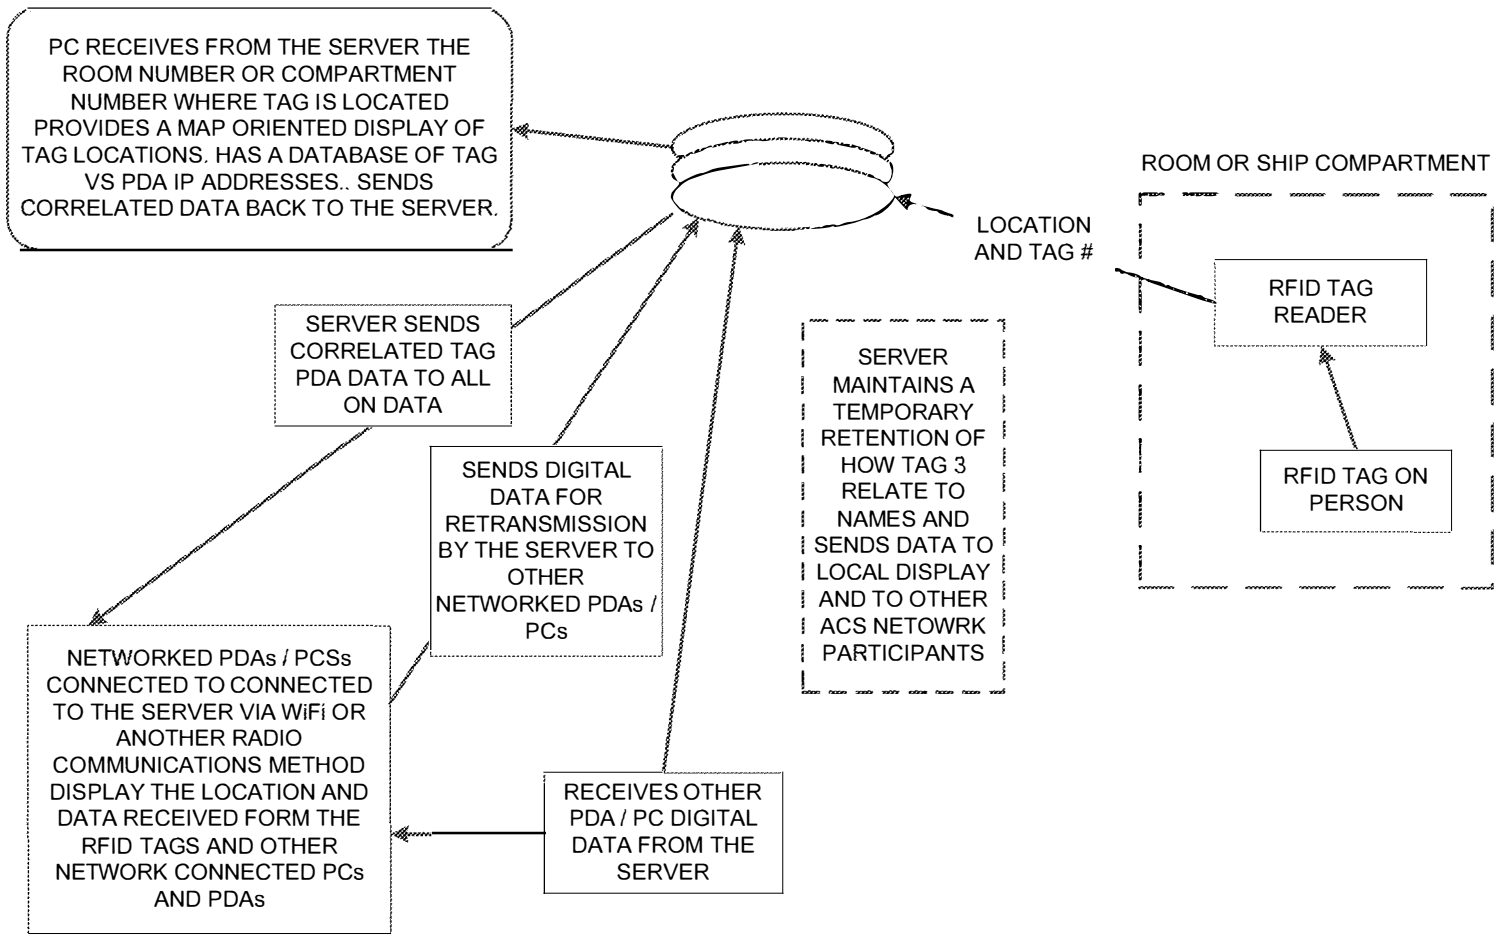 PC RECEIVES FROM THE SERVER THE
ROOM NUMBER OR COMPARTMENT
NUMBER WHERE TAG IS LOCATED
PROVIDES A MAP ORIENTED DISPLAY OF
TAG LOCATIONS. HAS A DATABASE OF TAG
VS PDA IP ADDRESSES.. SENDS
CORRELATED DATA BACK TO THE SERVER.
ROOM OR SHIP COMPARTMENT
LOCATION
AND TAG #
RFID TAG
READER
RFID TAG ON
PERSON
SERVER SENDS
CORRELATED TAG
PDA DATA TO ALL
ON DATA
SERVER
MAINTAINS A
TEMPORARY
RETENTION OF
HOW TAG 3
RELATE TO
NAMES AND
SENDS DATA TO
LOCAL DISPLAY
AND TO OTHER
ACS NETOWRK
PARTICIPANTS
SENDS DIGITAL
DATA FOR
RETRANSMISSION
BY THE SERVER TO
OTHER
NETWORKED PDAs /
PCs
NETWORKED PDAs / PCSs
CONNECTED TO CONNECTED
TO THE SERVER VIA WiFi OR
ANOTHER RADIO
COMMUNICATIONS METHOD
DISPLAY THE LOCATION AND
DATA RECEIVED FORM THE
RFID TAGS AND OTHER
NETWORK CONNECTED PCs
AND PDAs
RECEIVES OTHER
PDA / PC DIGITAL
DATA FROM THE
SERVER